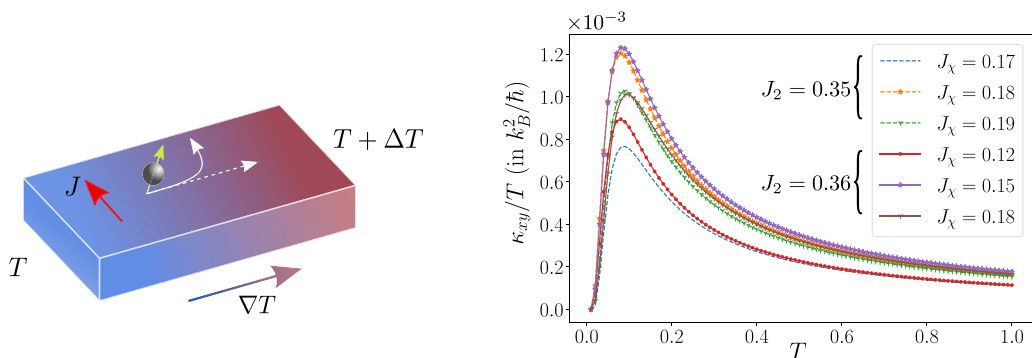 J
T
T + ΔT
∇T
×10⁻³
κ_xy/T (in k_B²/ℏ)
1.2
1.0
0.8
0.6
0.4
0.2
0.0
0.0 0.2 0.4 0.6 0.8 1.0
T
J₂ = 0.35
J_χ = 0.17
J_χ = 0.18
J_χ = 0.19
J₂ = 0.36
J_χ = 0.12
J_χ = 0.15
J_χ = 0.18